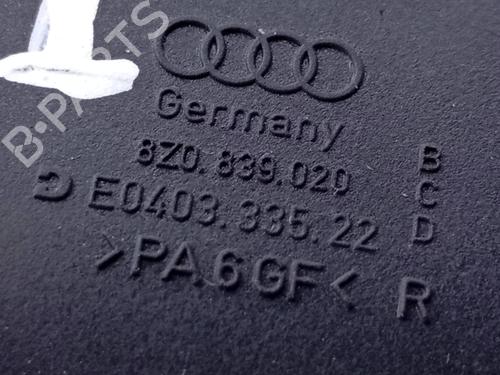 B-PARTS
Germany
8Z0.839.020 B
C
E0403.335.22 D
>PA.6 GF< R